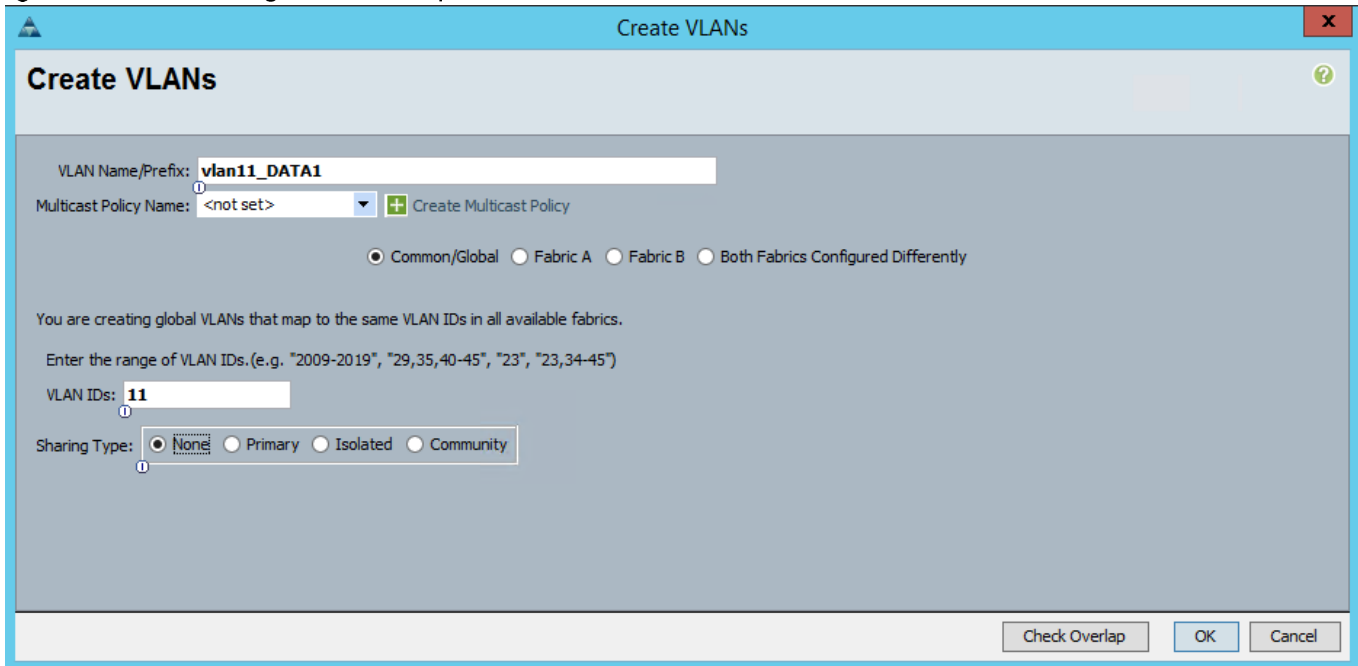 Create VLANs
x
Create VLANs
?
VLAN Name/Prefix: vlan11_DATA1
Multicast Policy Name: <not set> Create Multicast Policy
Common/Global Fabric A Fabric B Both Fabrics Configured Differently
You are creating global VLANs that map to the same VLAN IDs in all available fabrics.
Enter the range of VLAN IDs.(e.g. "2009-2019", "29,35,40-45", "23", "23,34-45")
VLAN IDs: 11
Sharing Type: None Primary Isolated Community
Check Overlap OK Cancel